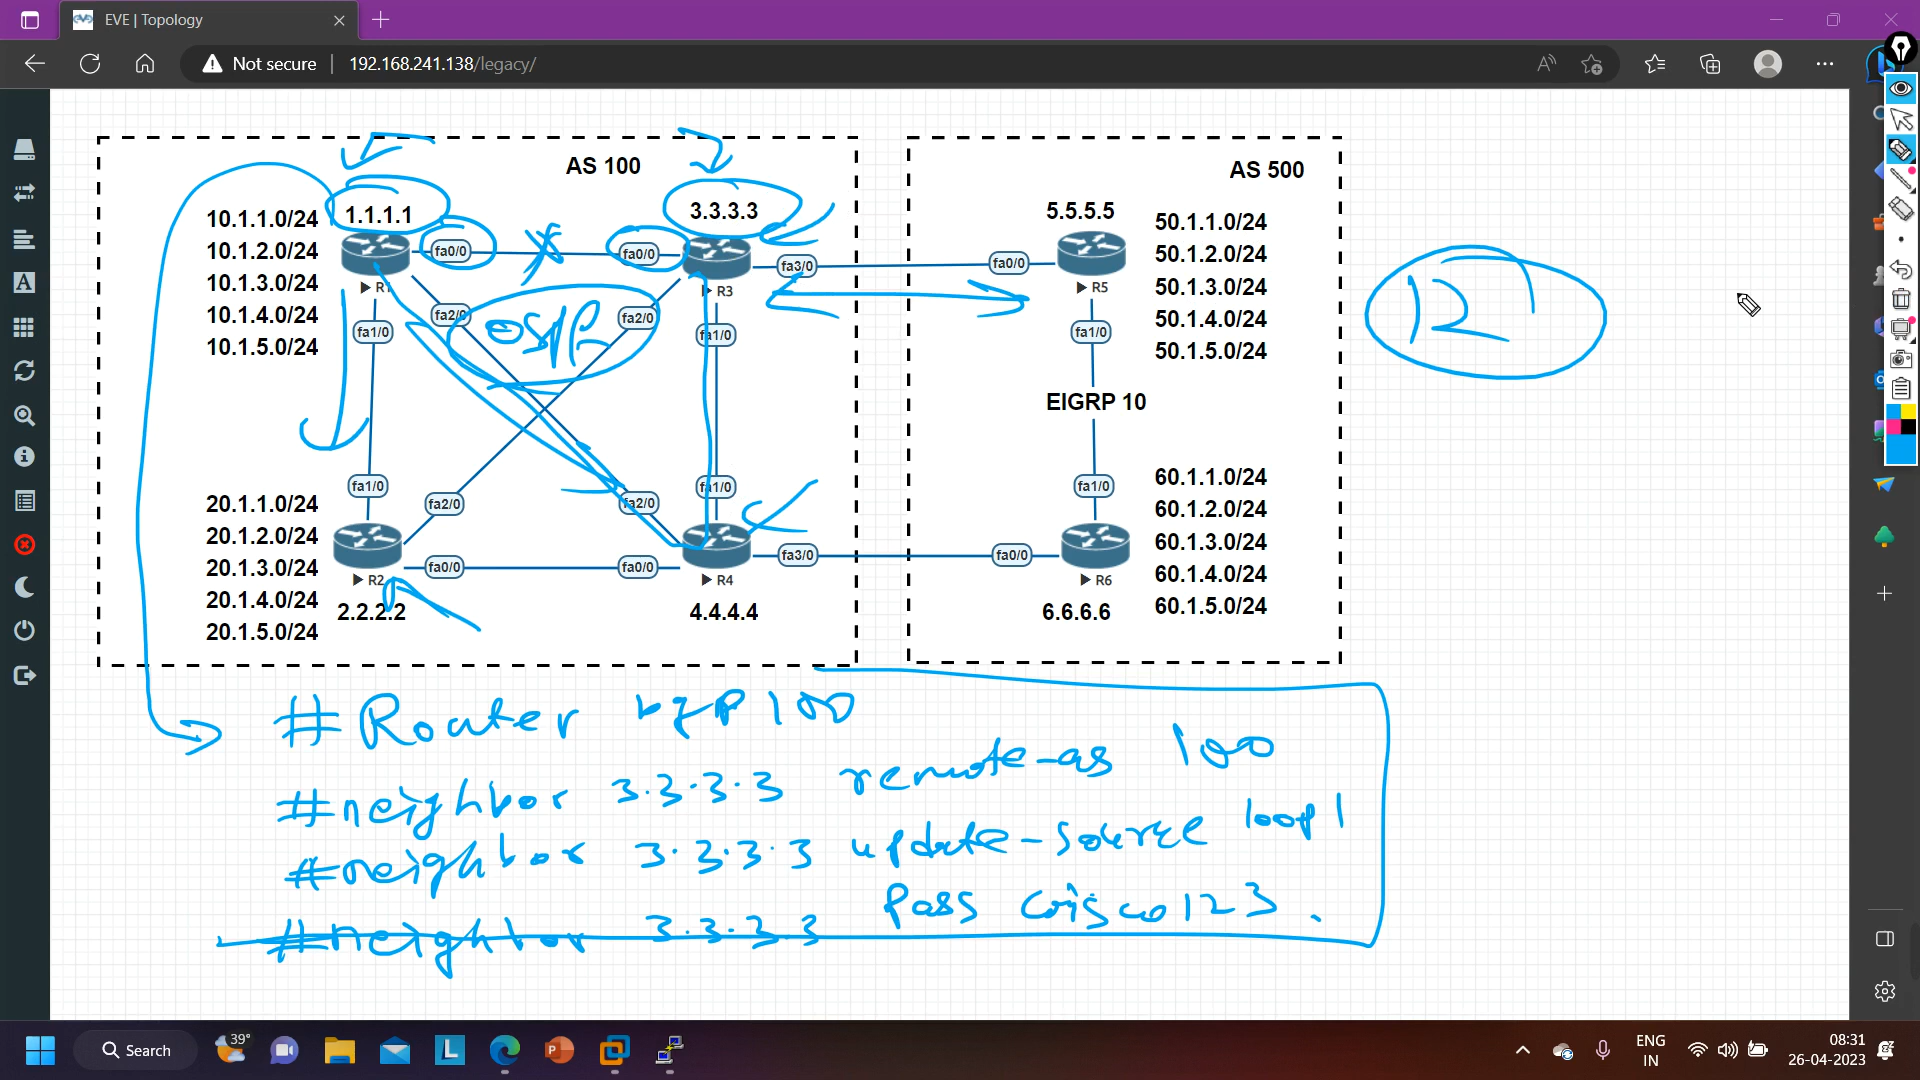 EVE | Topology
Not secure
192.168.241.138/legacy/
AS 100
AS 500
1.1.1.1
3.3.3.3
5.5.5.5
10.1.1.0/24
10.1.2.0/24
10.1.3.0/24
10.1.4.0/24
10.1.5.0/24
50.1.1.0/24
50.1.2.0/24
50.1.3.0/24
50.1.4.0/24
50.1.5.0/24
fa0/0
fa0/0
fa3/0
fa0/0
R1
R3
R5
fa2/0
fa2/0
fa1/0
fa1/0
fa1/0
OSPF
12
EIGRP 10
fa1/0
fa1/0
fa1/0
fa2/0
fa2/0
20.1.1.0/24
20.1.2.0/24
20.1.3.0/24
20.1.4.0/24
20.1.5.0/24
60.1.1.0/24
60.1.2.0/24
60.1.3.0/24
60.1.4.0/24
60.1.5.0/24
fa0/0
fa0/0
fa3/0
fa0/0
R2
R4
R6
2.2.2.2
4.4.4.4
6.6.6.6
#Router bgp 100
#neighbor 3.3.3.3 remote-as 100
#neighbor 3.3.3.3 update-source loop 1
#neighbor 3.3.3.3 Pass Cisco123.
39°
Search
ENG
IN
08:31
26-04-2023